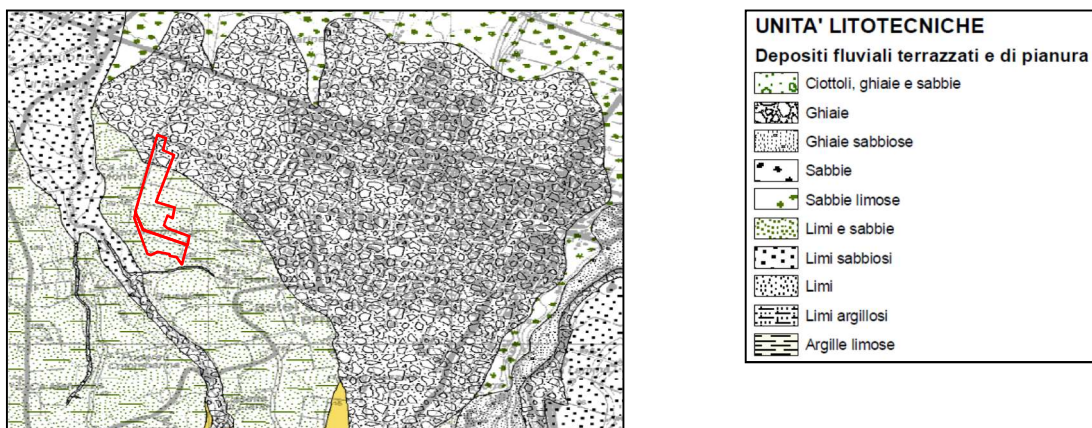 UNITA' LITOTECNICHE
Depositi fluviali terrazzati e di pianura
Ciottoli, ghiaie e sabbie
Ghiaie
Ghiaie sabbiose
Sabbie
Sabbie limose
Limi e sabbie
Limi sabbiosi
Limi
Limi argillosi
Argille limose